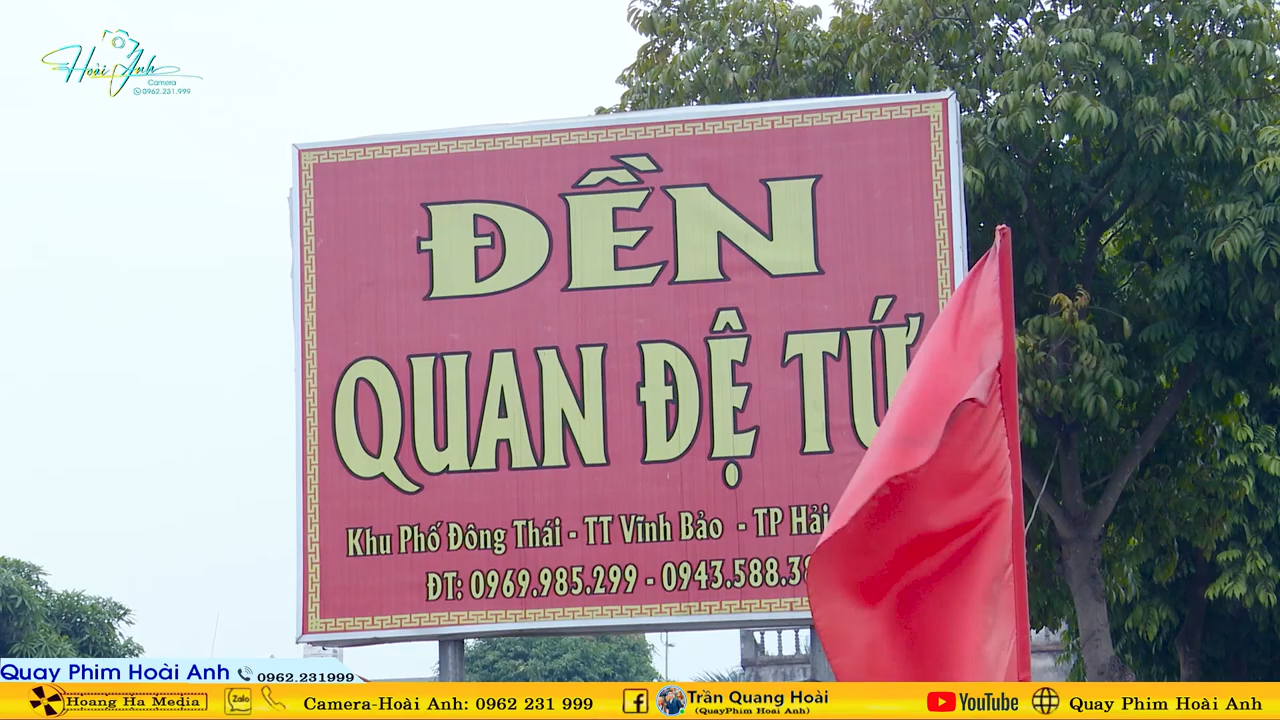 Hoài Anh
Camera
0962.231.999
ĐỀN
QUAN ĐỆ TỨ
Khu Phố Đông Thái - TT Vĩnh Bảo - TP Hải
ĐT: 0969.985.299 - 0943.588.3
Quay Phim Hoài Anh 0962.231999
Hoang Ha Media
Zalo
Camera-Hoài Anh: 0962 231 999
Trần Quang Hoài
(QuayPhim Hoai Anh)
YouTube
Quay Phim Hoài Anh